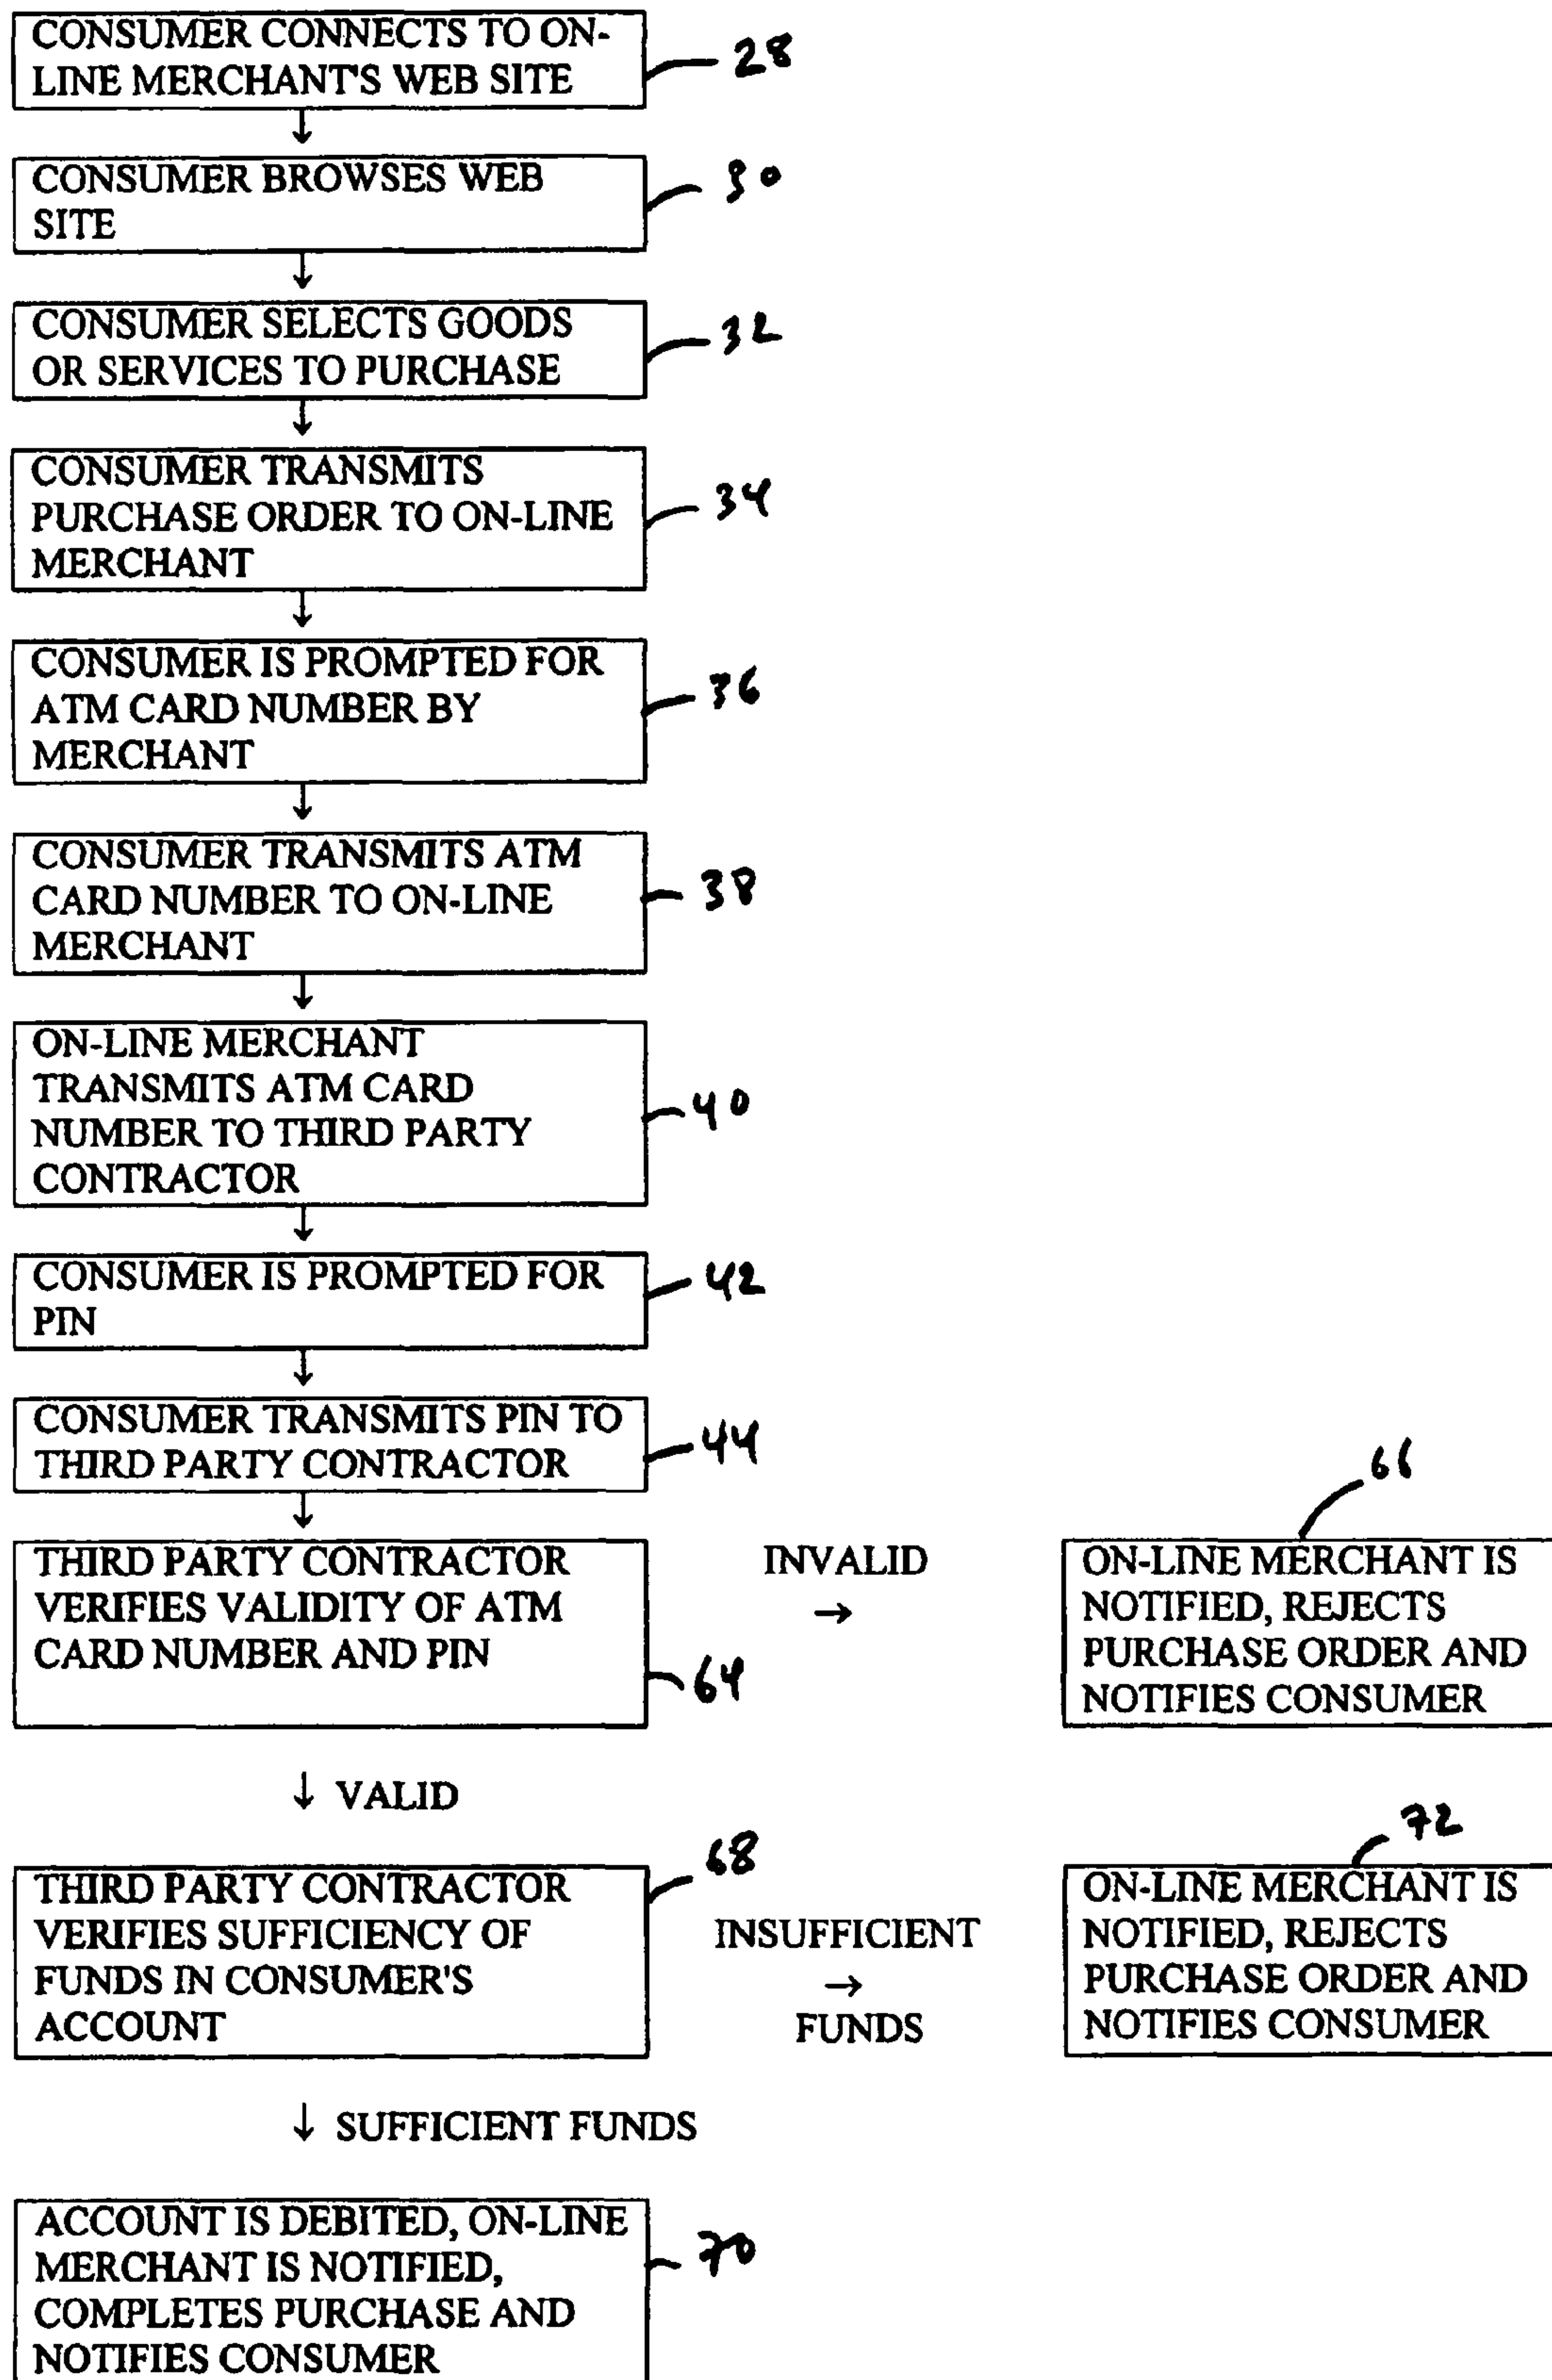 CONSUMER CONNECTS TO ON-
LINE MERCHANT'S WEB SITE
28
CONSUMER BROWSES WEB
SITE
30
CONSUMER SELECTS GOODS
OR SERVICES TO PURCHASE
32
CONSUMER TRANSMITS
PURCHASE ORDER TO ON-LINE
MERCHANT
34
CONSUMER IS PROMPTED FOR
ATM CARD NUMBER BY
MERCHANT
36
CONSUMER TRANSMITS ATM
CARD NUMBER TO ON-LINE
MERCHANT
38
ON-LINE MERCHANT
TRANSMITS ATM CARD
NUMBER TO THIRD PARTY
CONTRACTOR
40
CONSUMER IS PROMPTED FOR
PIN
42
CONSUMER TRANSMITS PIN TO
THIRD PARTY CONTRACTOR
44
THIRD PARTY CONTRACTOR
VERIFIES VALIDITY OF ATM
CARD NUMBER AND PIN
64
INVALID
→
66
ON-LINE MERCHANT IS
NOTIFIED, REJECTS
PURCHASE ORDER AND
NOTIFIES CONSUMER
↓ VALID
THIRD PARTY CONTRACTOR
VERIFIES SUFFICIENCY OF
FUNDS IN CONSUMER'S
ACCOUNT
68
INSUFFICIENT
→
FUNDS
72
ON-LINE MERCHANT IS
NOTIFIED, REJECTS
PURCHASE ORDER AND
NOTIFIES CONSUMER
↓ SUFFICIENT FUNDS
ACCOUNT IS DEBITED, ON-LINE
MERCHANT IS NOTIFIED,
COMPLETES PURCHASE AND
NOTIFIES CONSUMER
70